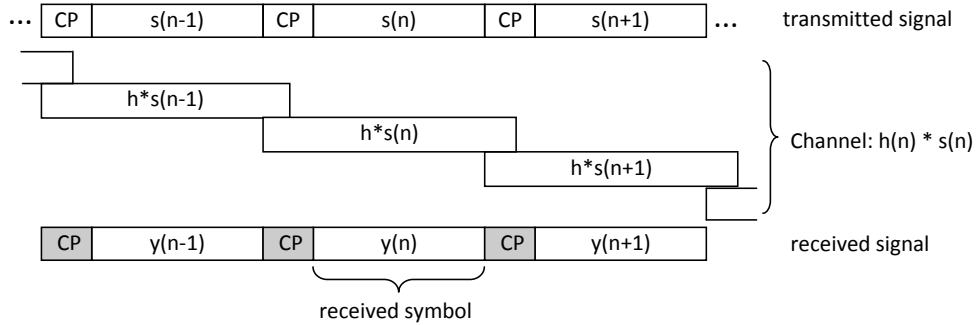 ... CP s(n-1) CP s(n) CP s(n+1) ... transmitted signal
h*s(n-1)
h*s(n)
Channel: h(n) * s(n)
h*s(n+1)
CP y(n-1) CP y(n) CP y(n+1) received signal
received symbol